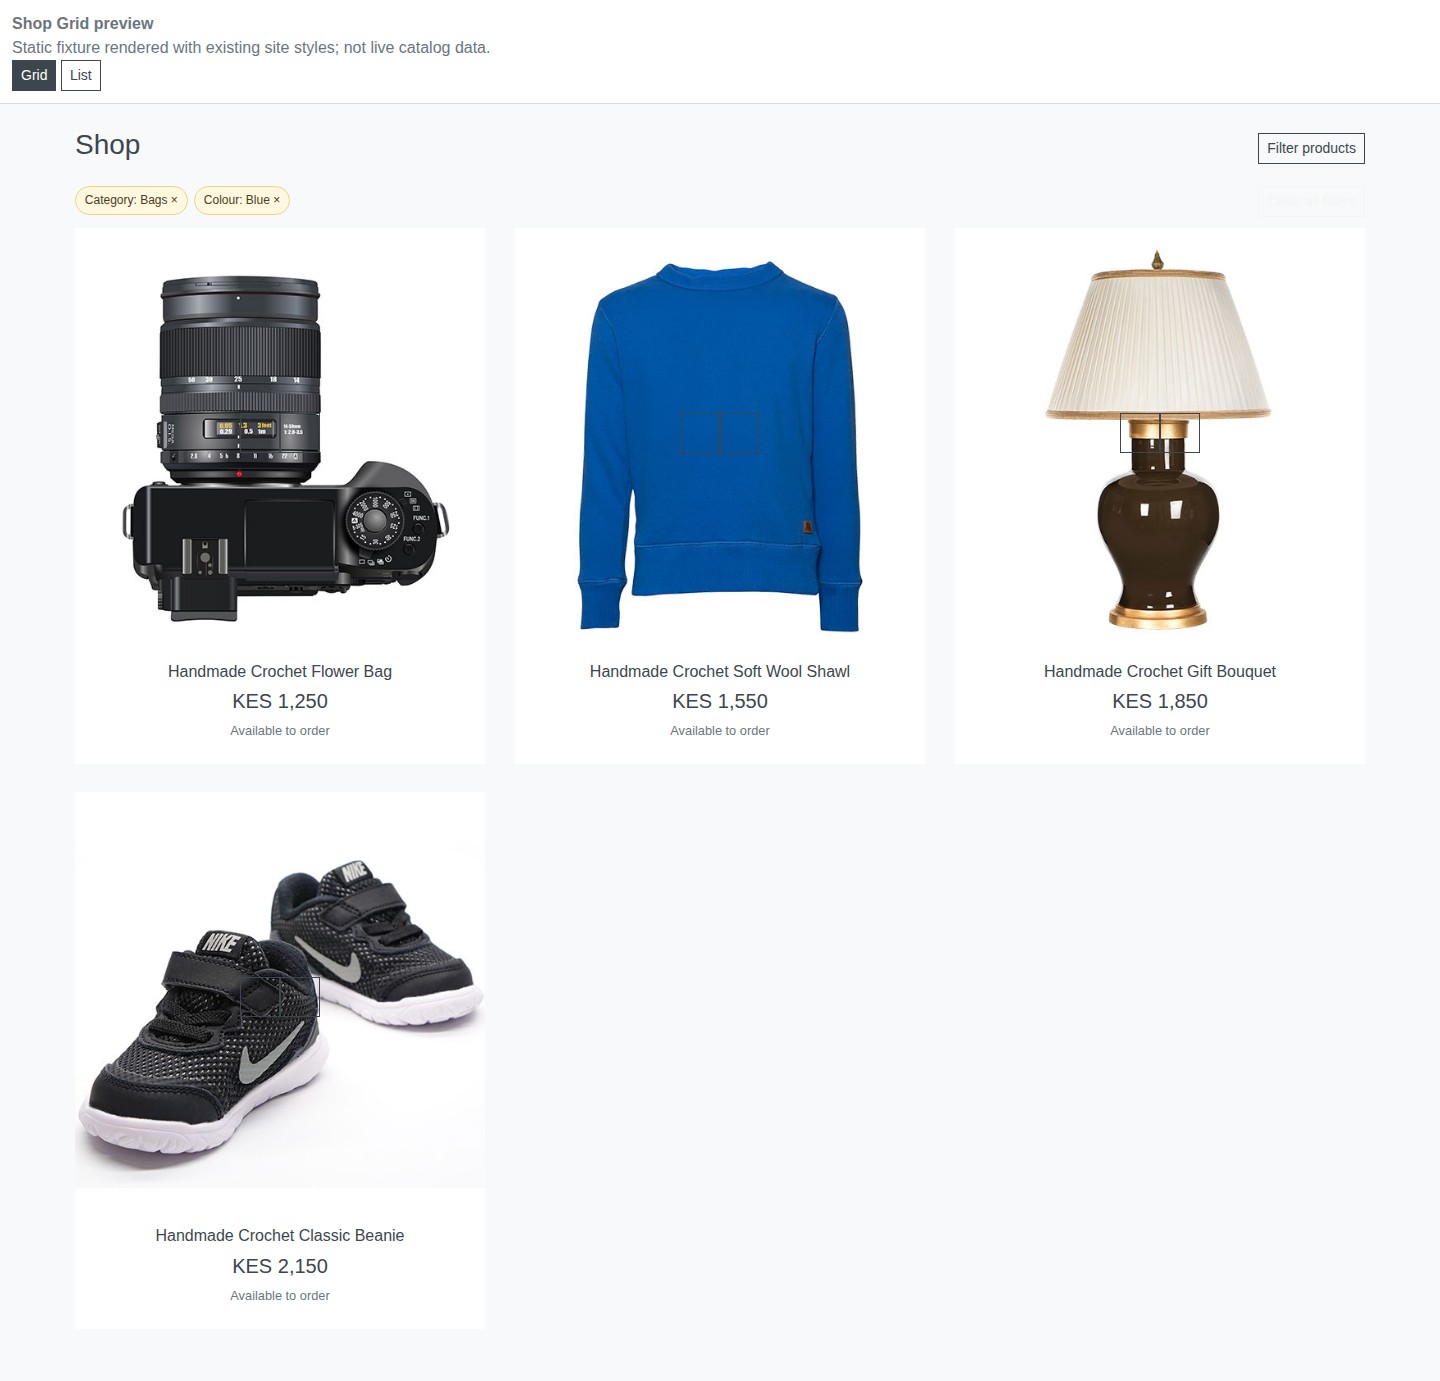 Shop Grid preview
Static fixture rendered with existing site styles; not live catalog data.
Grid List
Shop
Filter products
Category: Bags × Colour: Blue ×
Handmade Crochet Flower Bag
KES 1,250
Available to order
Handmade Crochet Soft Wool Shawl
KES 1,550
Available to order
Handmade Crochet Gift Bouquet
KES 1,850
Available to order
NIKE
NIKE
Handmade Crochet Classic Beanie
KES 2,150
Available to order